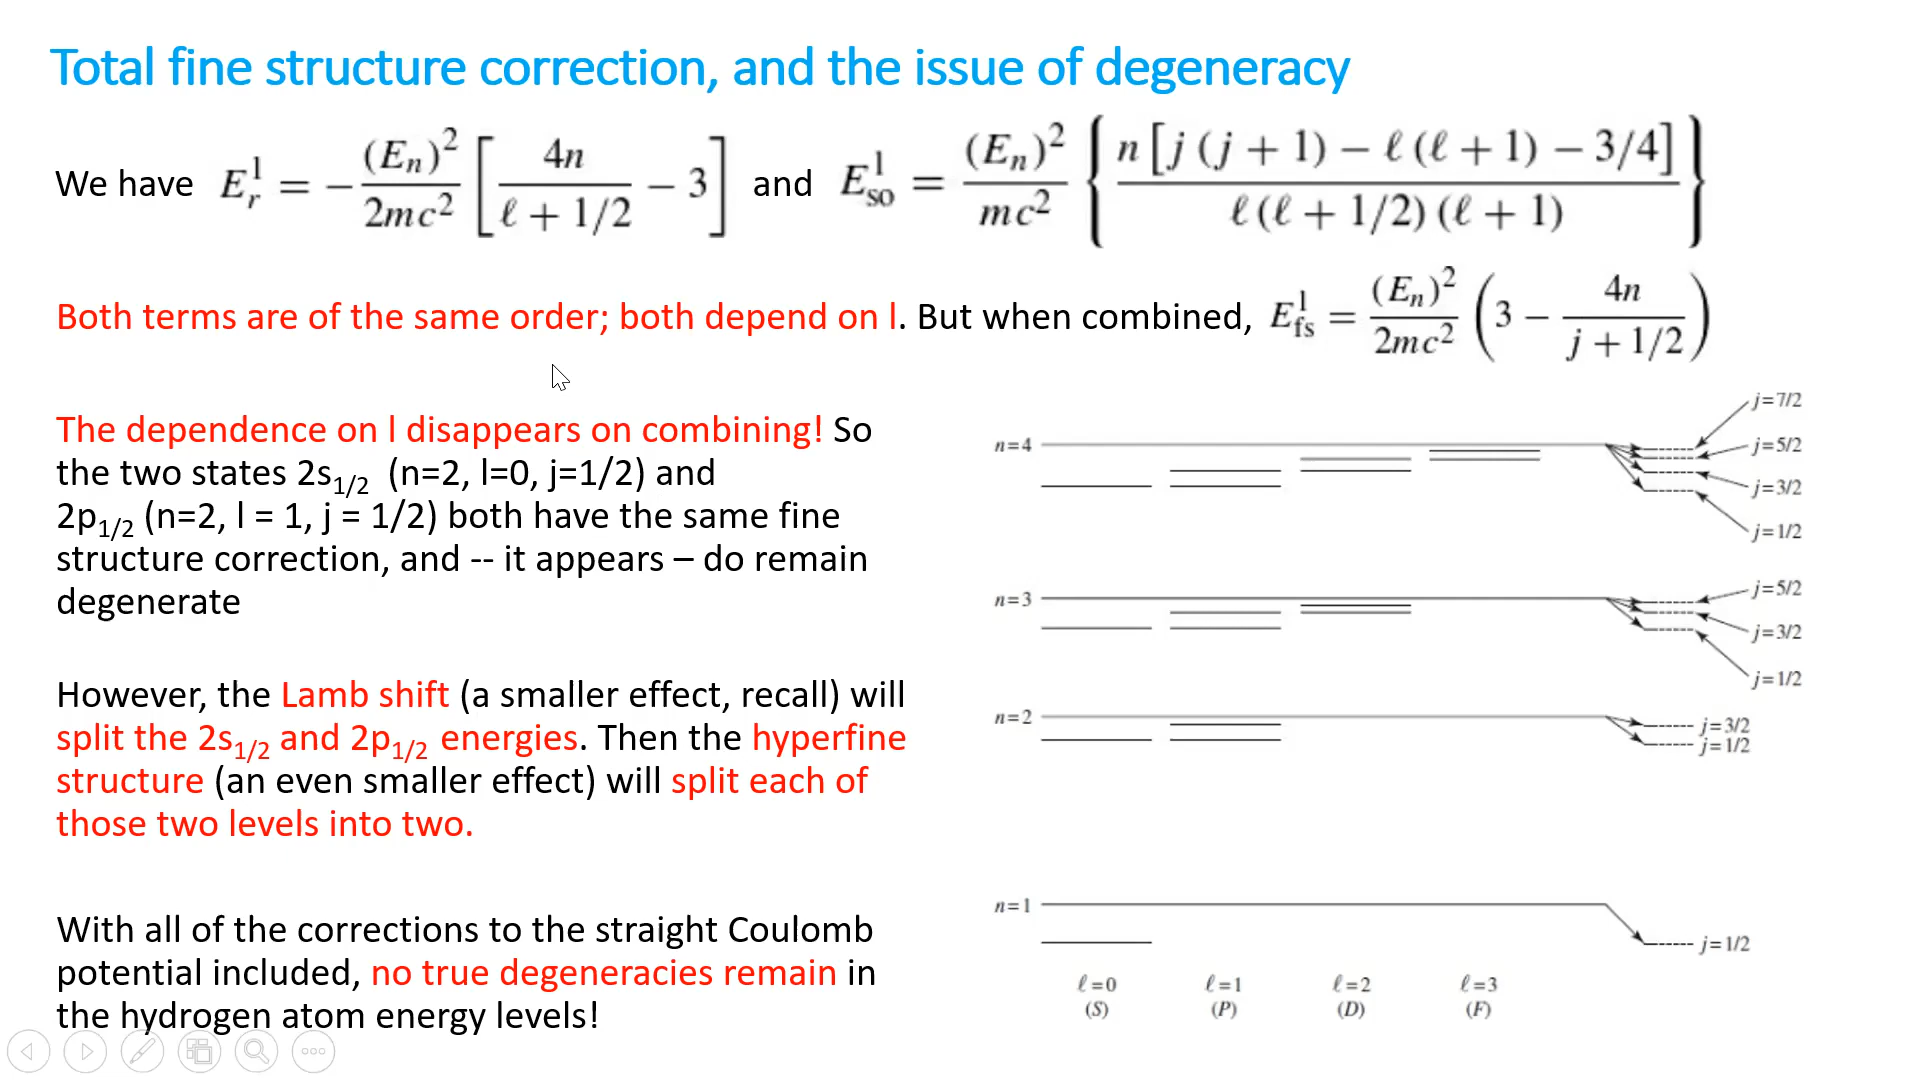 Total fine structure correction, and the issue of degeneracy
We have E_r^1 = −(E_n)²/2mc² [4n/(ℓ + 1/2) − 3] and E_so^1 = (E_n)²/mc² {n[j(j + 1) − ℓ(ℓ + 1) − 3/4]/ℓ(ℓ + 1/2)(ℓ + 1)}
Both terms are of the same order; both depend on l. But when combined, E_fs^1 = (E_n)²/2mc² (3 − 4n/(j + 1/2))
The dependence on l disappears on combining! So
the two states 2s1/2 (n=2, l=0, j=1/2) and
2p1/2 (n=2, l = 1, j = 1/2) both have the same fine
structure correction, and -- it appears – do remain
degenerate
However, the Lamb shift (a smaller effect, recall) will
split the 2s1/2 and 2p1/2 energies. Then the hyperfine
structure (an even smaller effect) will split each of
those two levels into two.
With all of the corrections to the straight Coulomb
potential included, no true degeneracies remain in
the hydrogen atom energy levels!
j=7/2
n=4
j=5/2
j=3/2
j=1/2
n=3
j=5/2
j=3/2
j=1/2
n=2
j=3/2
j=1/2
n=1
j=1/2
ℓ=0 ℓ=1 ℓ=2 ℓ=3
(S) (P) (D) (F)